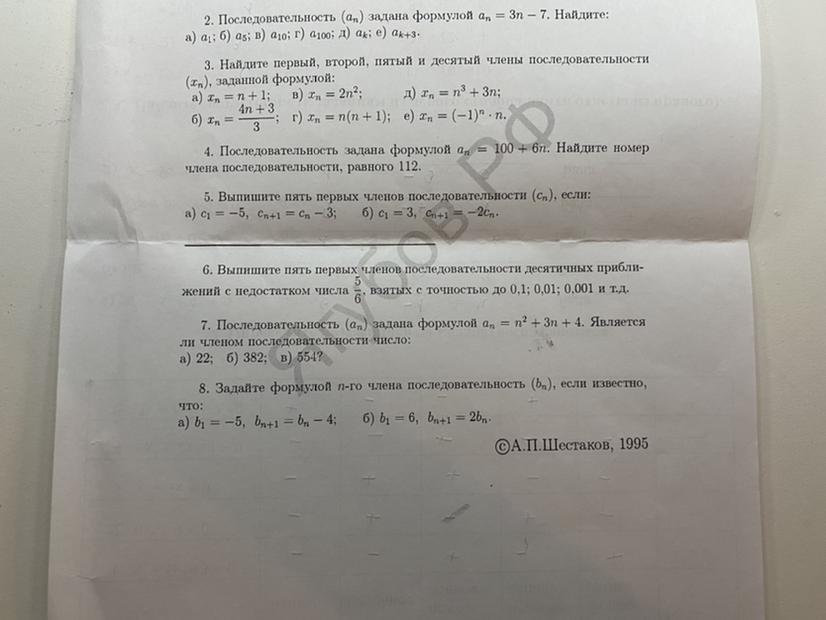 2. Последовательность (aₙ) задана формулой aₙ = 3n − 7. Найдите:
а) a₁; б) a₅; в) a₁₀; г) a₁₀₀; д) aₖ; е) aₖ₊₃.
3. Найдите первый, второй, пятый и десятый члены последовательности
(xₙ), заданной формулой:
а) xₙ = n + 1; в) xₙ = 2n²; д) xₙ = n³ + 3n;
б) xₙ = (4n + 3)/3; г) xₙ = n(n + 1); е) xₙ = (−1)ⁿ · n.
4. Последовательность задана формулой aₙ = 100 + 6n. Найдите номер
члена последовательности, равного 112.
5. Выпишите пять первых членов последовательности (cₙ), если:
а) c₁ = −5, cₙ₊₁ = cₙ − 3; б) c₁ = 3, cₙ₊₁ = −2cₙ.
6. Выпишите пять первых членов последовательности десятичных прибли-
жений с недостатком числа 5/6, взятых с точностью до 0,1; 0,01; 0,001 и т.д.
7. Последовательность (aₙ) задана формулой aₙ = n² + 3n + 4. Является
ли членом последовательности число:
а) 22; б) 382; в) 554?
8. Задайте формулой n-го члена последовательность (bₙ), если известно,
что:
а) b₁ = −5, bₙ₊₁ = bₙ − 4; б) b₁ = 6, bₙ₊₁ = 2bₙ.
©А.П.Шестаков, 1995
Ягубов.РФ